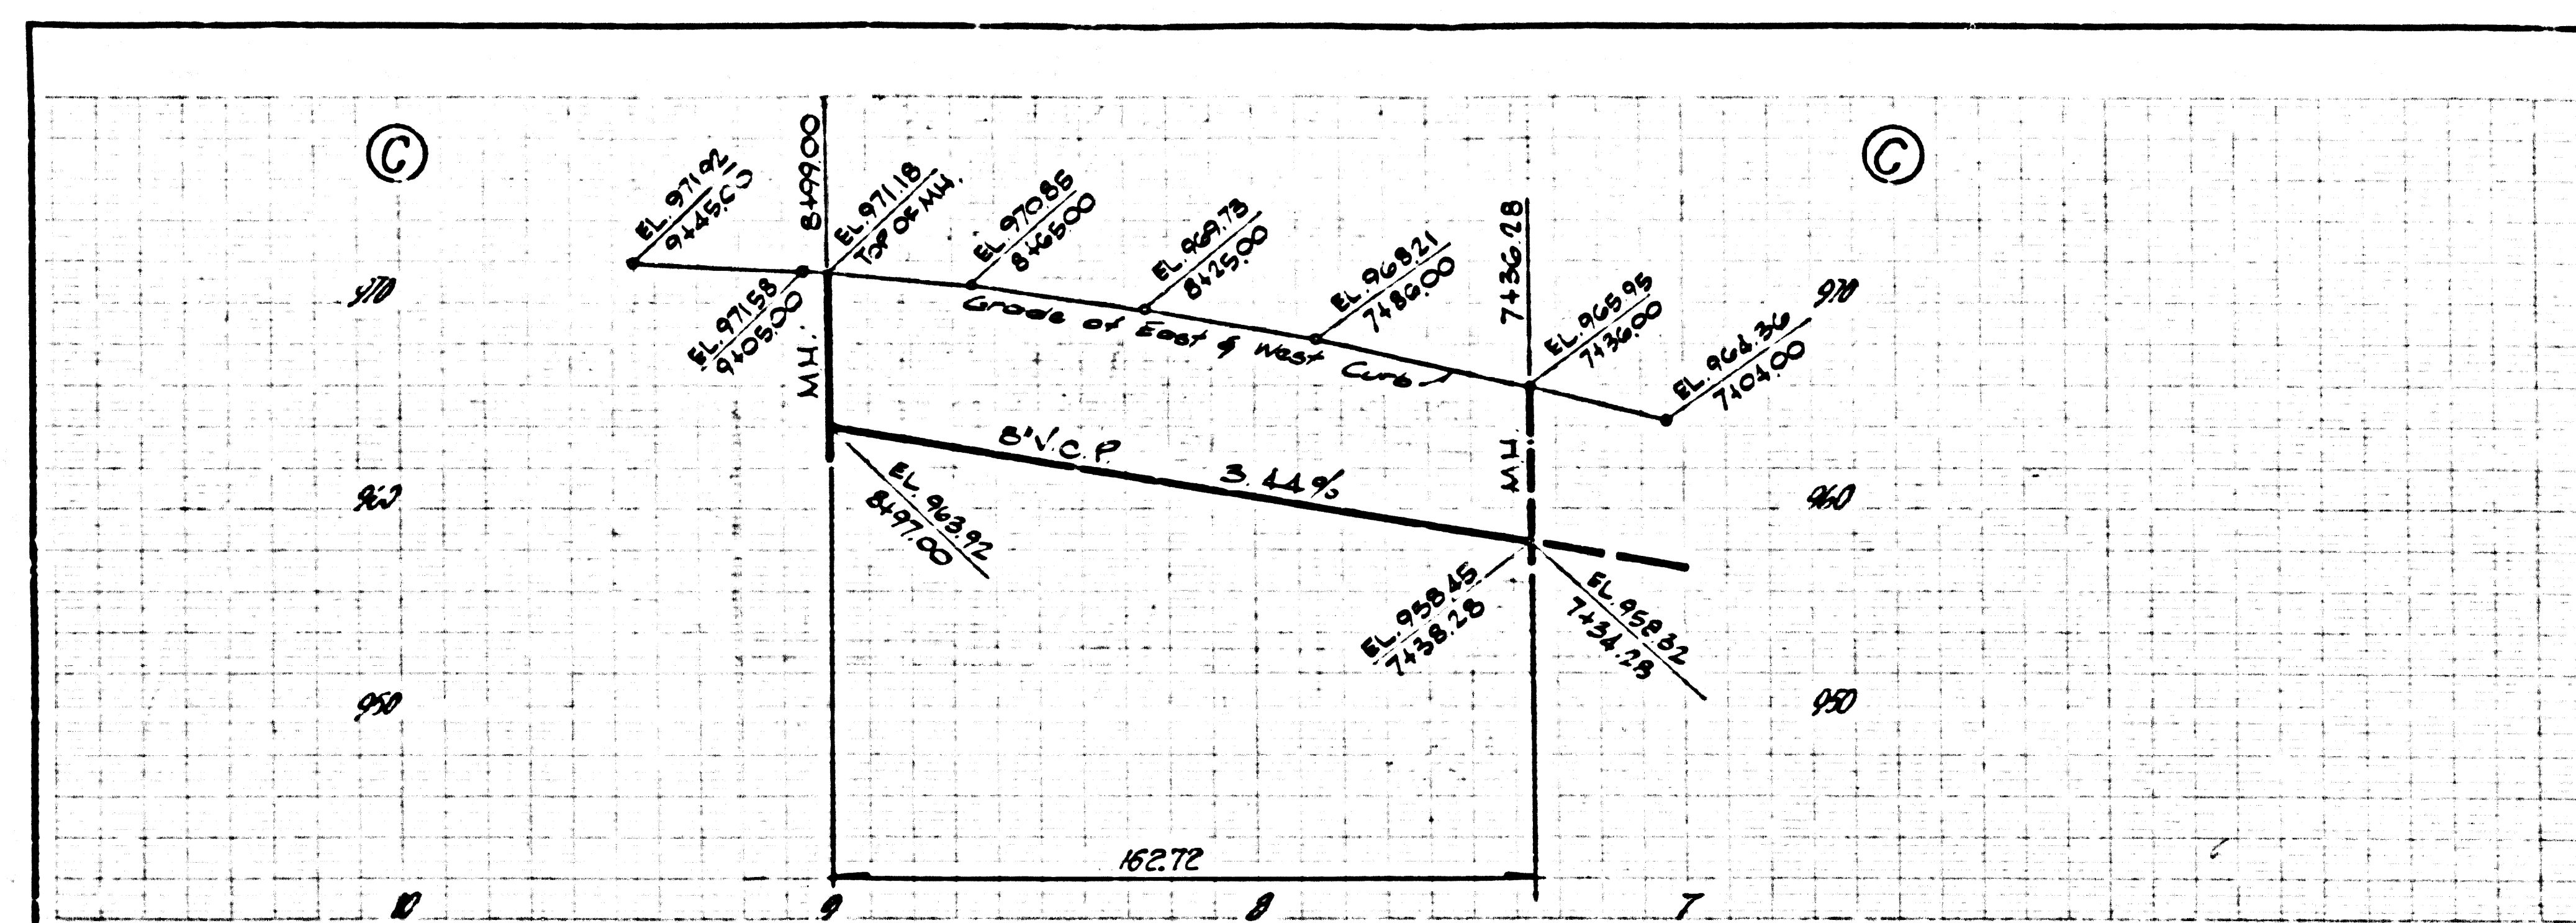 C
C
8+99.00
EL. 971.92
9+45.00
EL. 971.18
TOP OF M.H.
EL. 970.85
8+65.00
EL. 969.73
8+25.00
EL. 968.21
7+86.00
7+36.28
EL. 965.95
7+36.00
EL. 964.36
7+04.00
970
970
EL. 971.58
9+05.00
M.H.
Grade of East & West Curb
8" V.C.P.
3.44%
M.H.
960
960
EL. 963.92
8+97.00
EL. 958.45
7+38.28
EL. 958.32
7+34.28
950
950
162.72
10
9
8
7